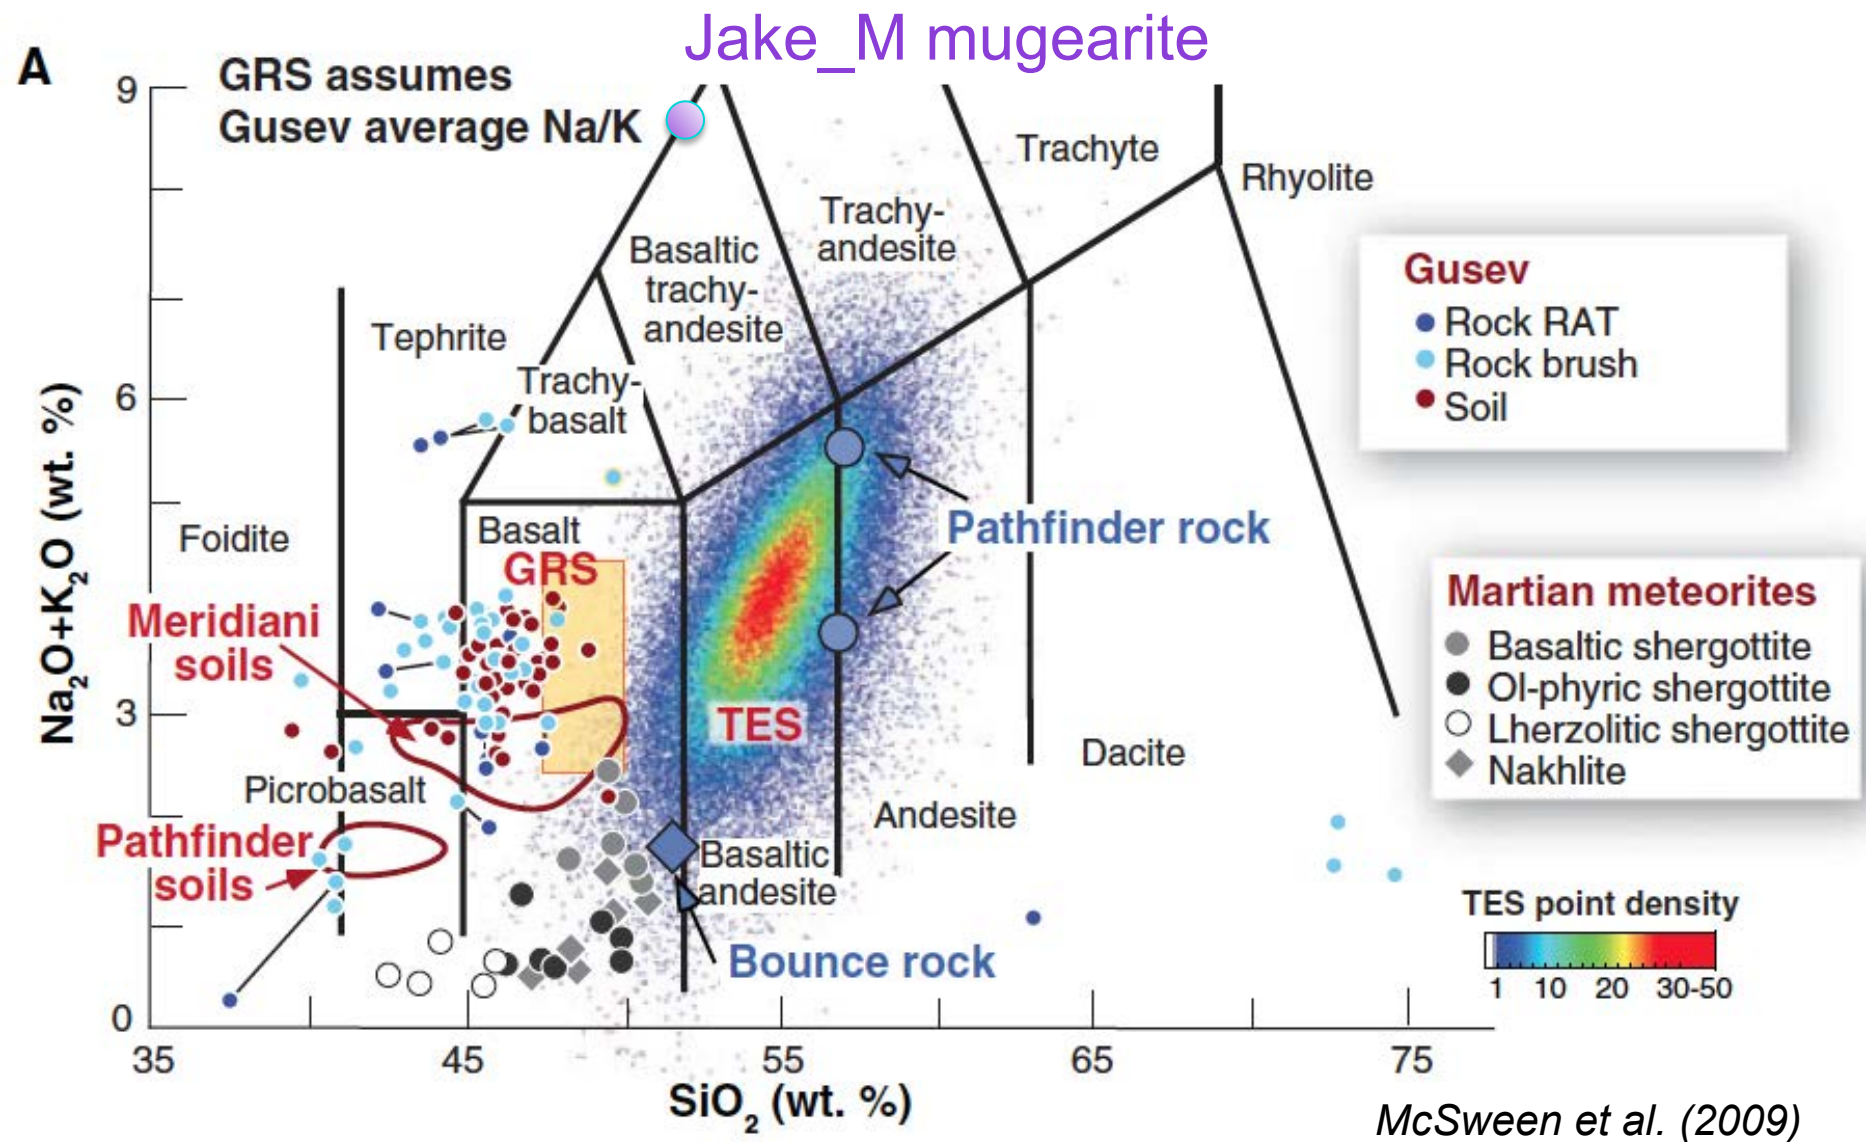 Jake_M mugearite
A
GRS assumes
Gusev average Na/K
9
6
3
0
Na2O+K2O (wt. %)
35
45
55
65
75
SiO2 (wt. %)
Trachyte
Rhyolite
Trachy-
andesite
Basaltic
trachy-
andesite
Tephrite
Trachy-
basalt
Foidite
Basalt
GRS
Pathfinder rock
Meridiani
soils
TES
Dacite
Picrobasalt
Andesite
Pathfinder
soils
Basaltic
andesite
Bounce rock
Gusev
Rock RAT
Rock brush
Soil
Martian meteorites
Basaltic shergottite
Ol-phyric shergottite
Lherzolitic shergottite
Nakhlite
TES point density
1 10 20 30-50
McSween et al. (2009)